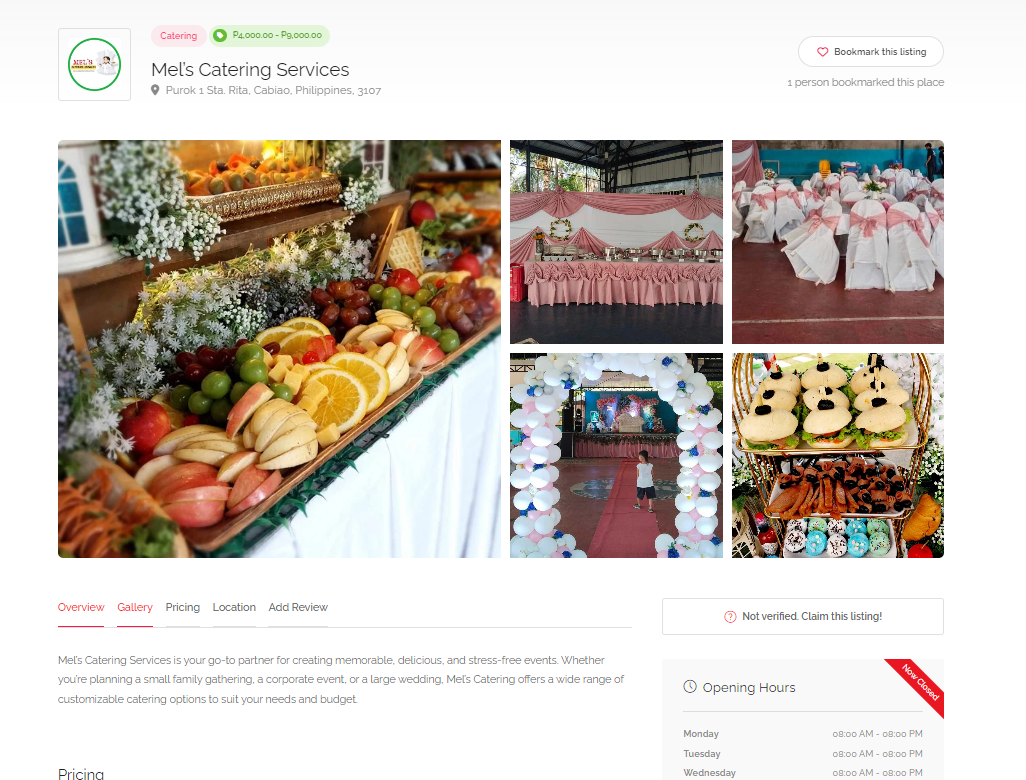 Catering
₱4,000.00 - ₱9,000.00
Mel's Catering Services
Purok 1 Sta. Rita, Cabiao, Philippines, 3107
Bookmark this listing
1 person bookmarked this place
MEL'S
Overview Gallery Pricing Location Add Review
Mel's Catering Services is your go-to partner for creating memorable, delicious, and stress-free events. Whether
you're planning a small family gathering, a corporate event, or a large wedding, Mel's Catering offers a wide range of
customizable catering options to suit your needs and budget.
Pricing
Not verified. Claim this listing!
Now Closed
Opening Hours
Monday 08:00 AM - 08:00 PM
Tuesday 08:00 AM - 08:00 PM
Wednesday 08:00 AM - 08:00 PM